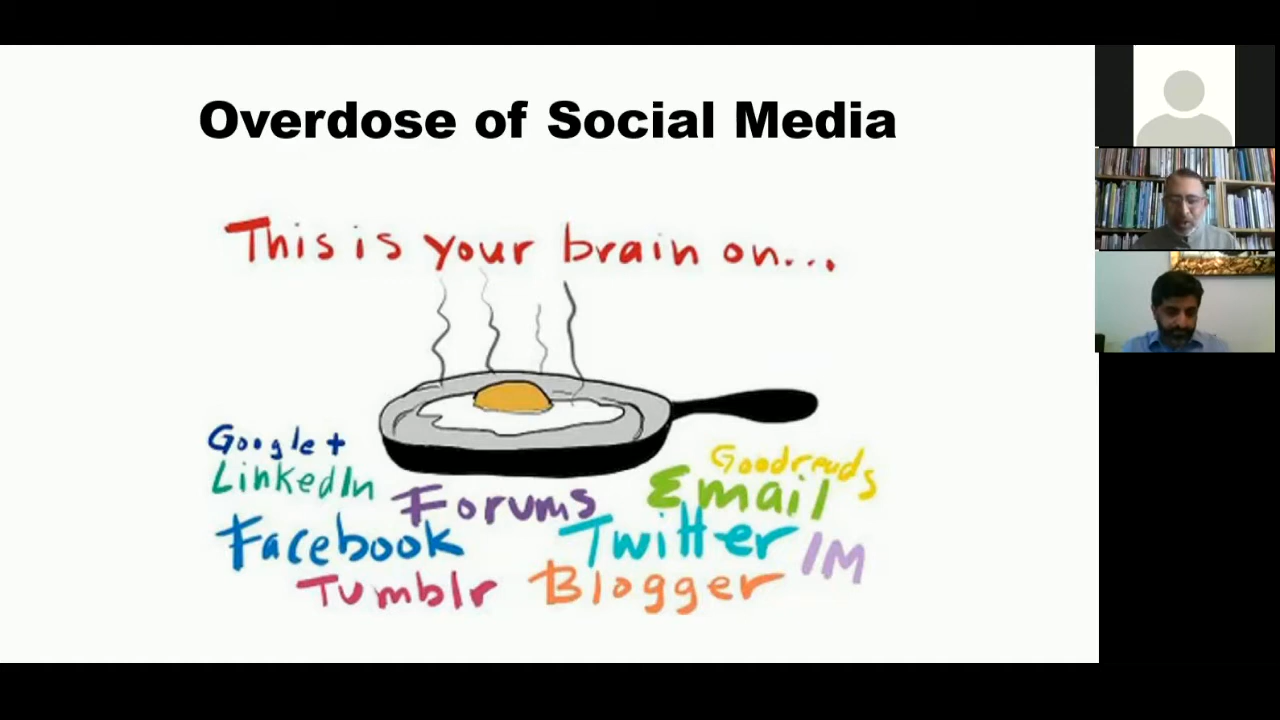 Overdose of Social Media
This is your brain on...
Google+
LinkedIn
Forums
Goodreads
Email
Facebook
Twitter
IM
Tumblr
Blogger